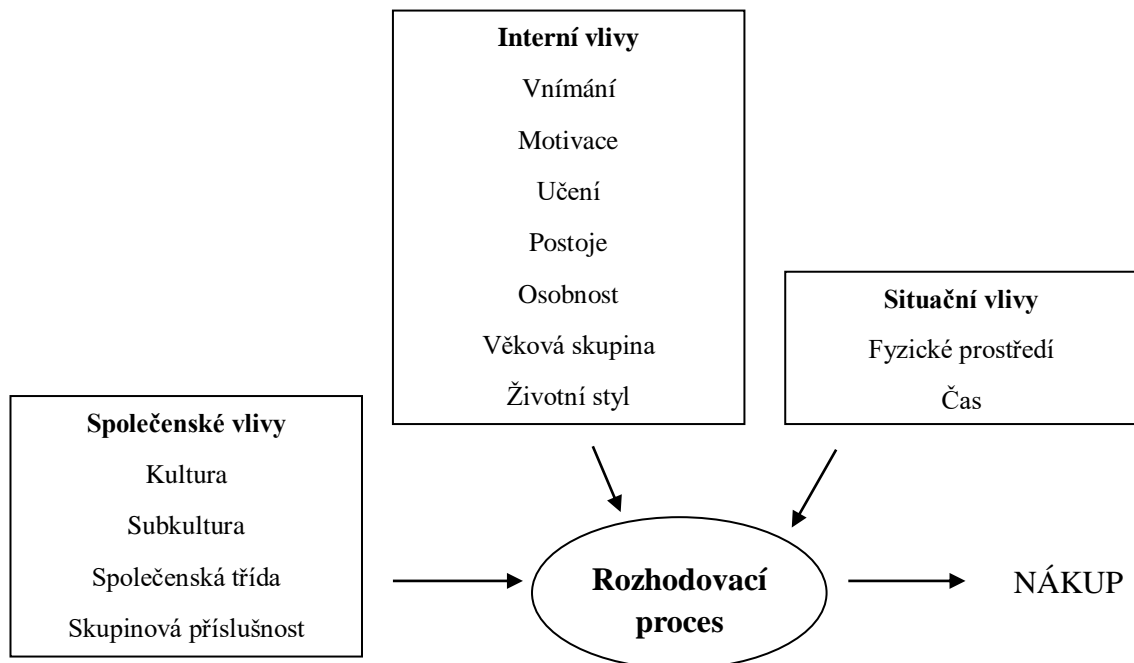 Interní vlivy
Vnímání
Motivace
Učení
Postoje
Osobnost
Věková skupina
Životní styl
Situační vlivy
Fyzické prostředí
Čas
Společenské vlivy
Kultura
Subkultura
Společenská třída
Skupinová příslušnost
Rozhodovací
proces
NÁKUP